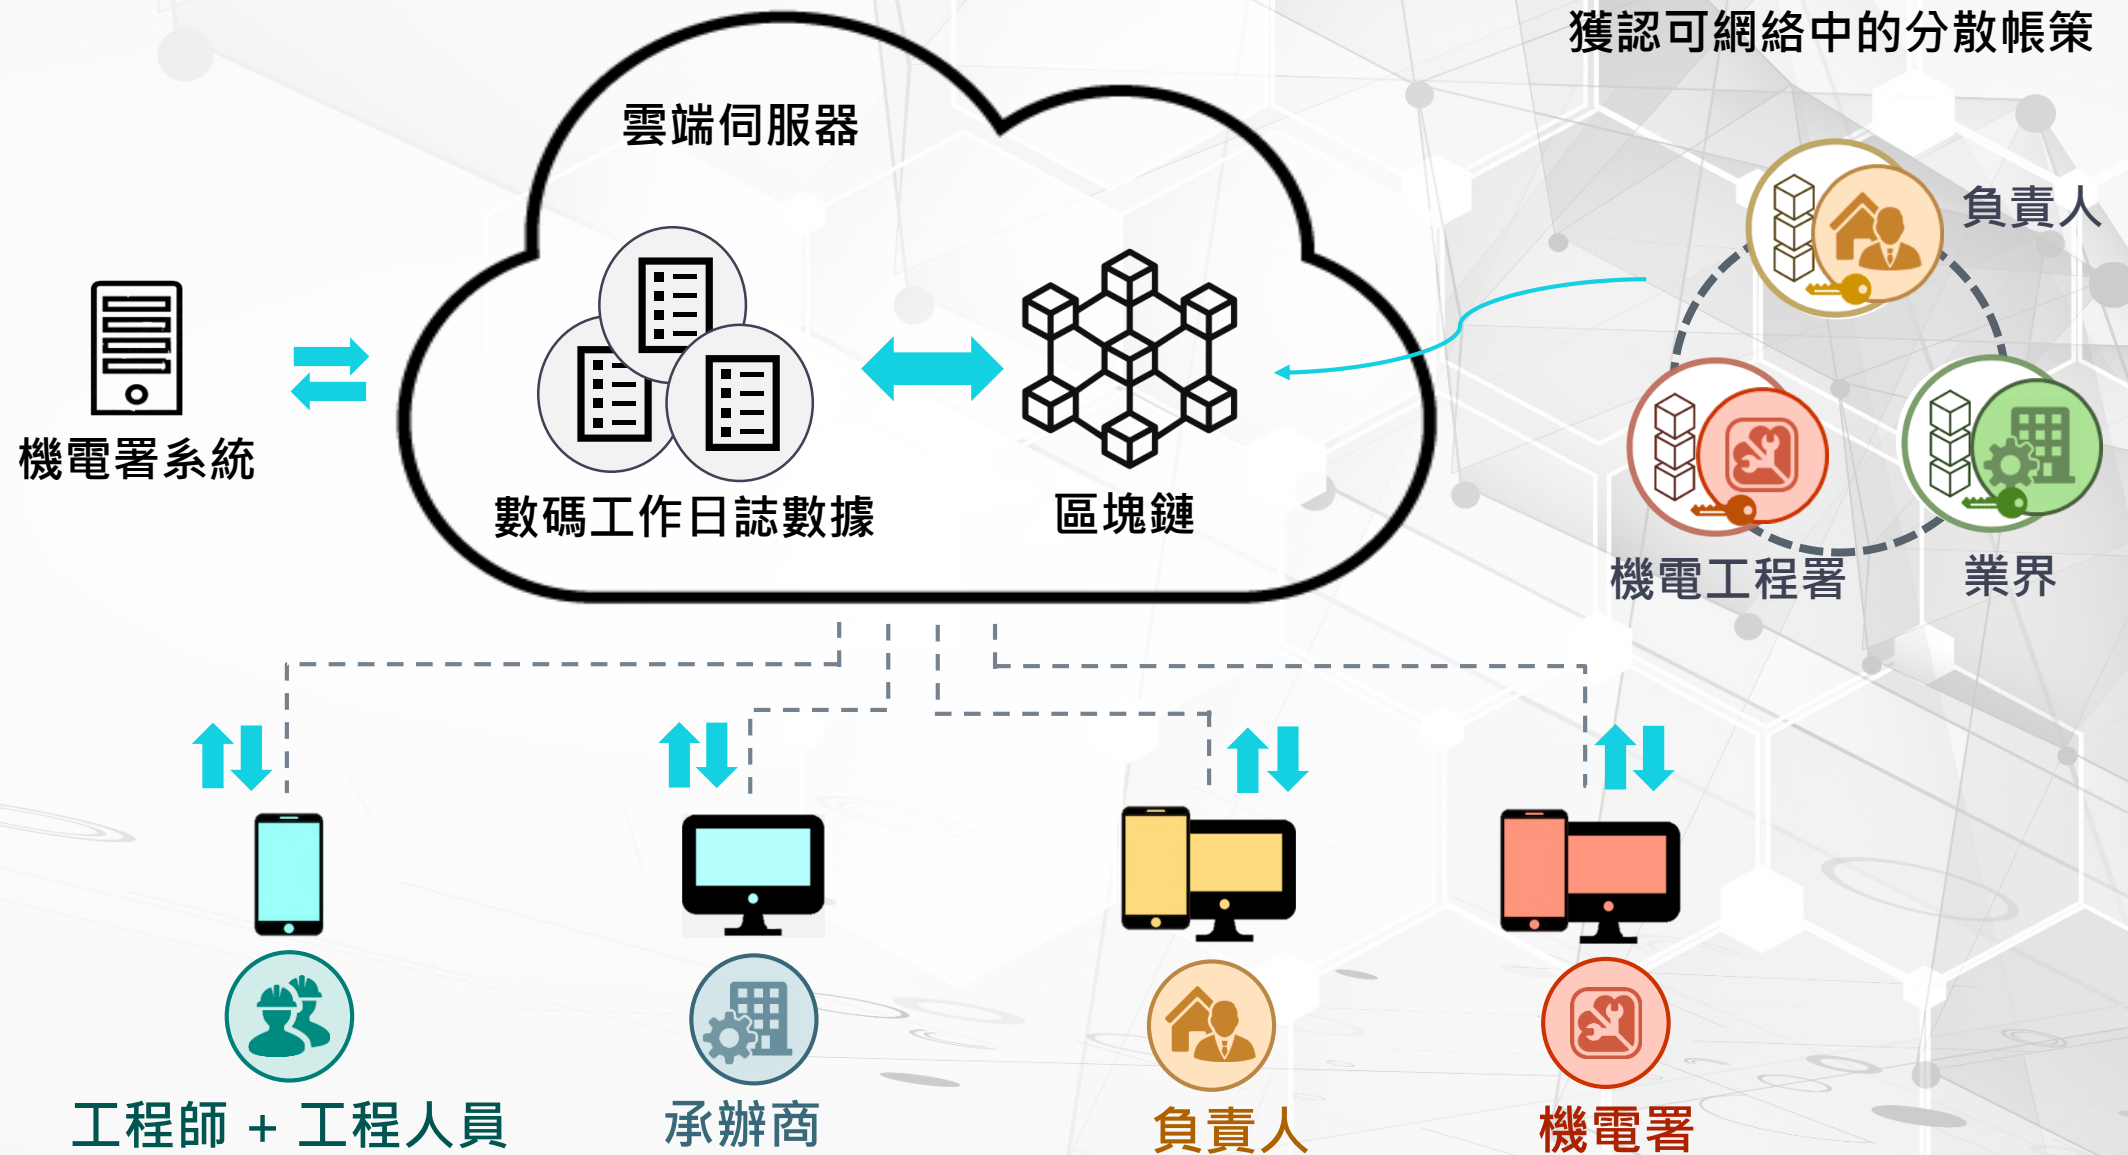 獲認可網絡中的分散帳策
雲端伺服器
負責人
機電署系統
數碼工作日誌數據
區塊鏈
機電工程署
業界
工程師 + 工程人員
承辦商
負責人
機電署